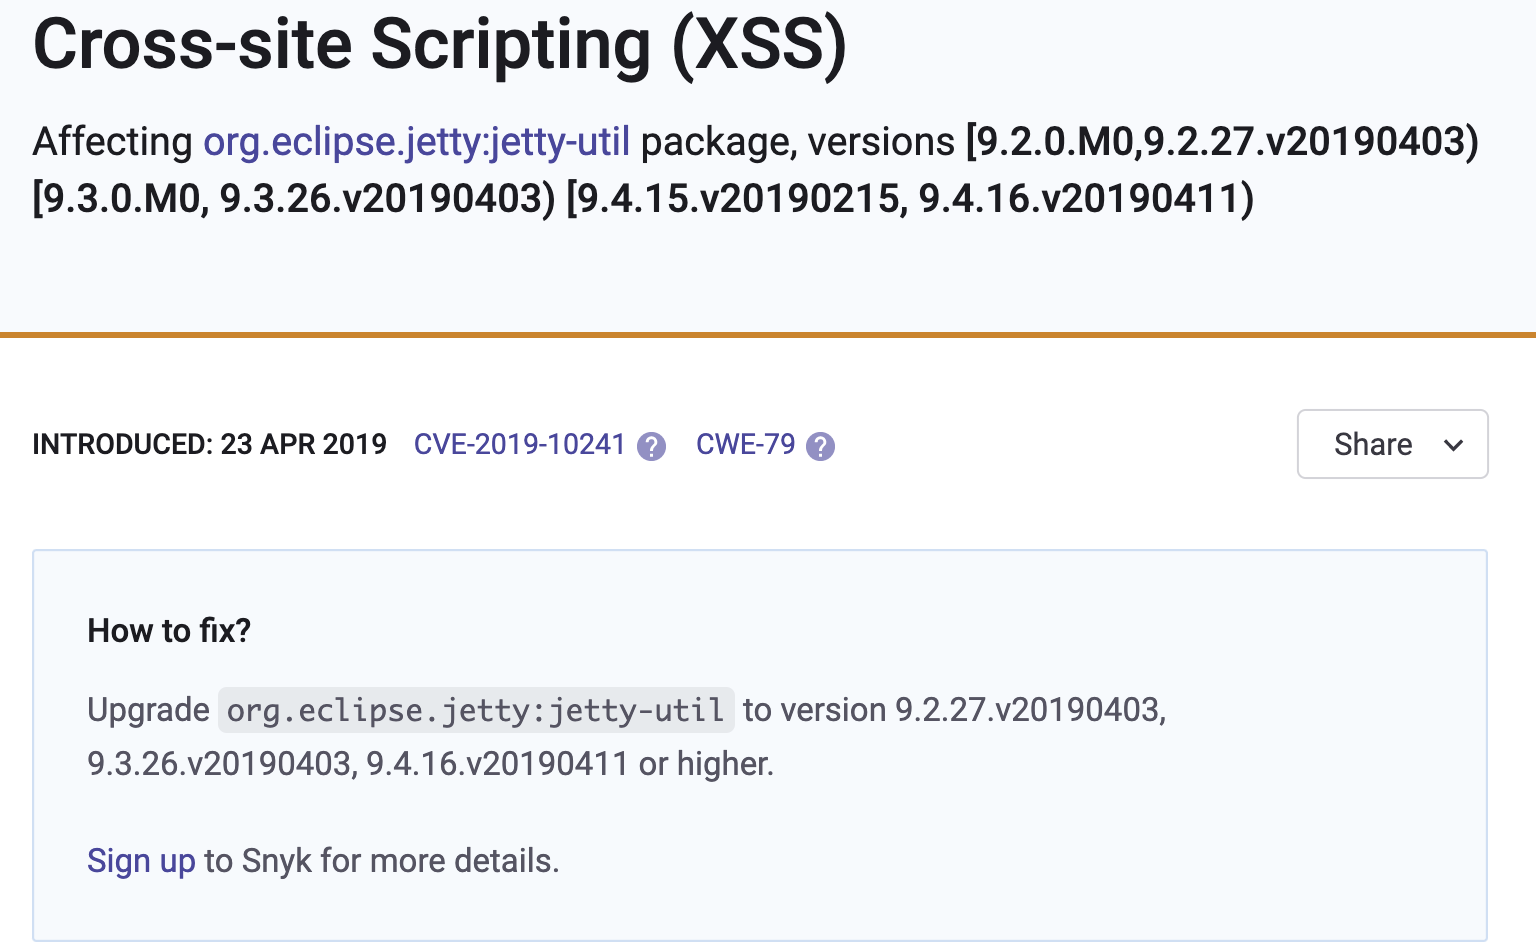 Cross-site Scripting (XSS)
Affecting org.eclipse.jetty:jetty-util package, versions [9.2.0.M0,9.2.27.v20190403)
[9.3.0.M0, 9.3.26.v20190403) [9.4.15.v20190215, 9.4.16.v20190411)
INTRODUCED: 23 APR 2019 CVE-2019-10241 ? CWE-79 ? Share
How to fix?
Upgrade org.eclipse.jetty:jetty-util to version 9.2.27.v20190403,
9.3.26.v20190403, 9.4.16.v20190411 or higher.
Sign up to Snyk for more details.